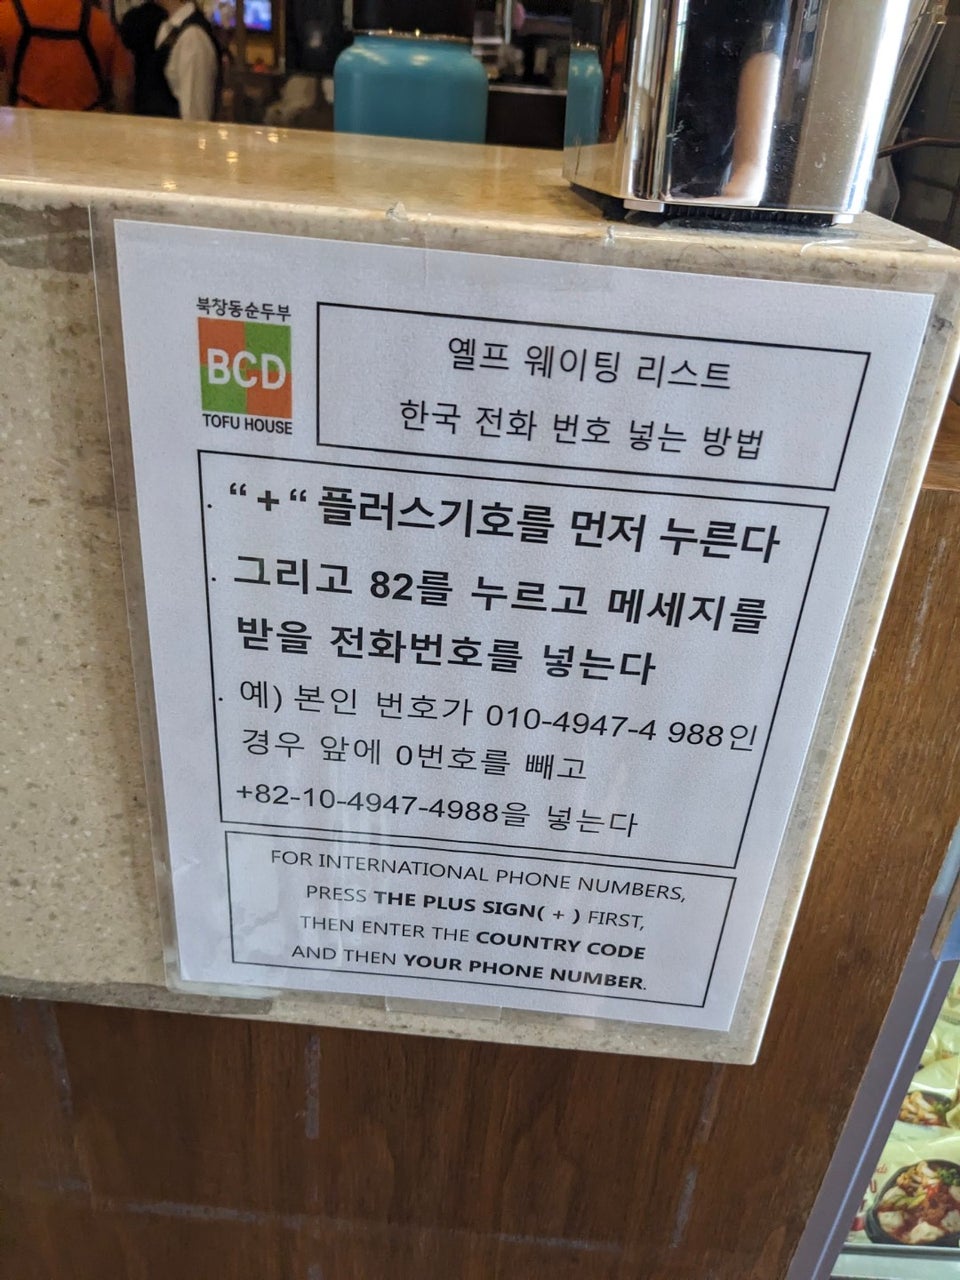 북창동순두부
BCD
TOFU HOUSE
옐프 웨이팅 리스트
한국 전화 번호 넣는 방법
. “ + “ 플러스기호를 먼저 누른다
. 그리고 82를 누르고 메세지를
받을 전화번호를 넣는다
. 예) 본인 번호가 010-4947-4 988인
경우 앞에 0번호를 빼고
+82-10-4947-4988을 넣는다
FOR INTERNATIONAL PHONE NUMBERS,
PRESS THE PLUS SIGN( + ) FIRST,
THEN ENTER THE COUNTRY CODE
AND THEN YOUR PHONE NUMBER.